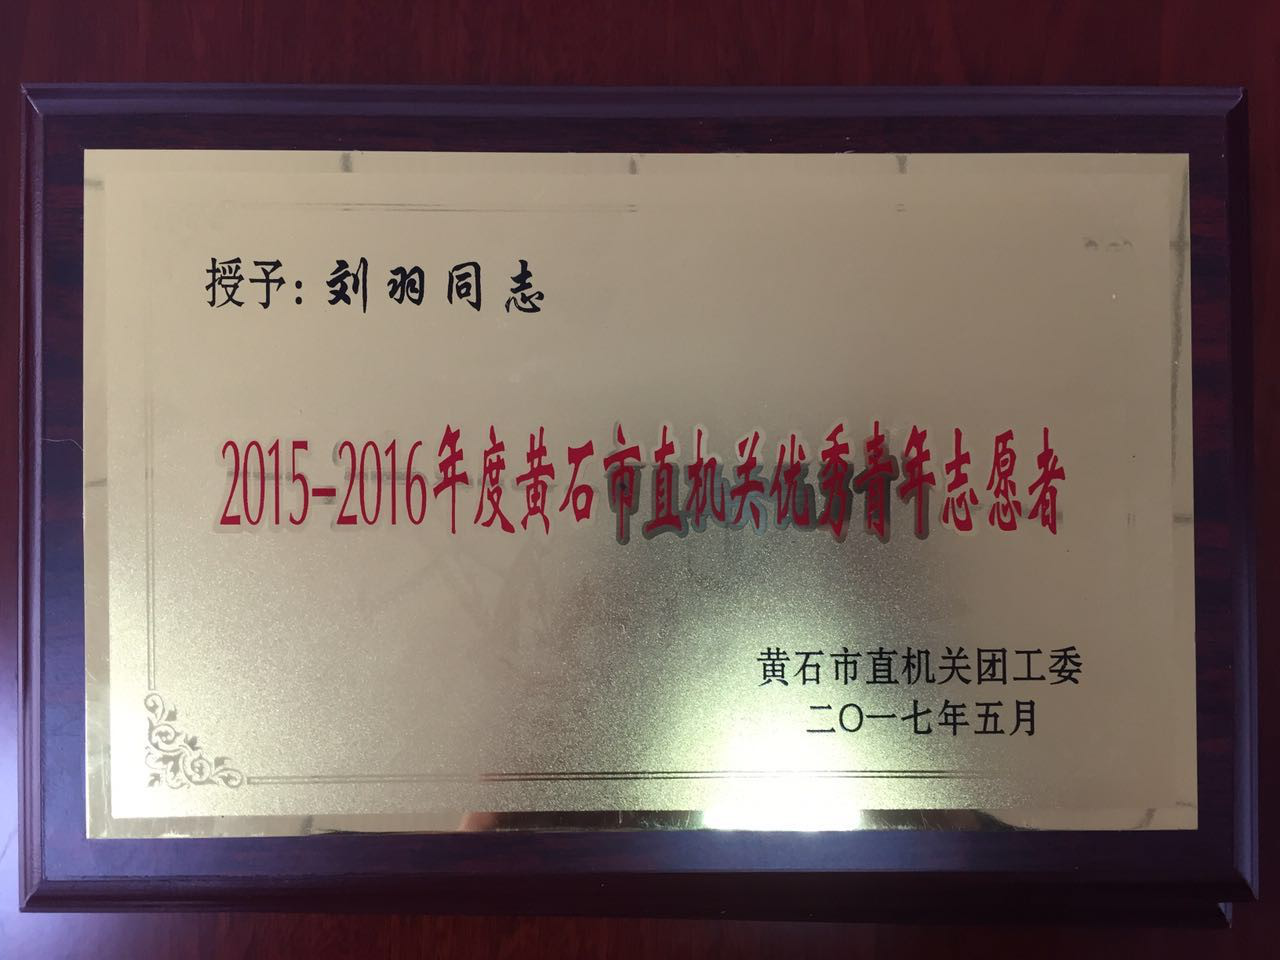 授予:刘羽同志
2015-2016年度黄石市直机关优秀青年志愿者
黄石市直机关团工委
二〇一七年五月